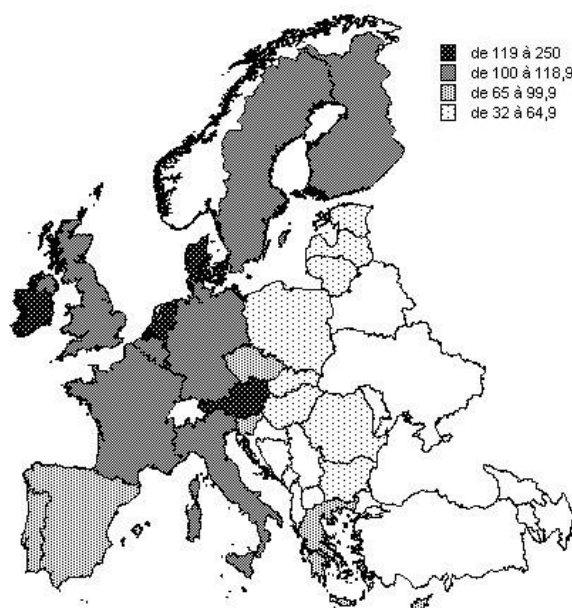 de 119 à 250
de 100 à 118,9
de 65 à 99,9
de 32 à 64,9